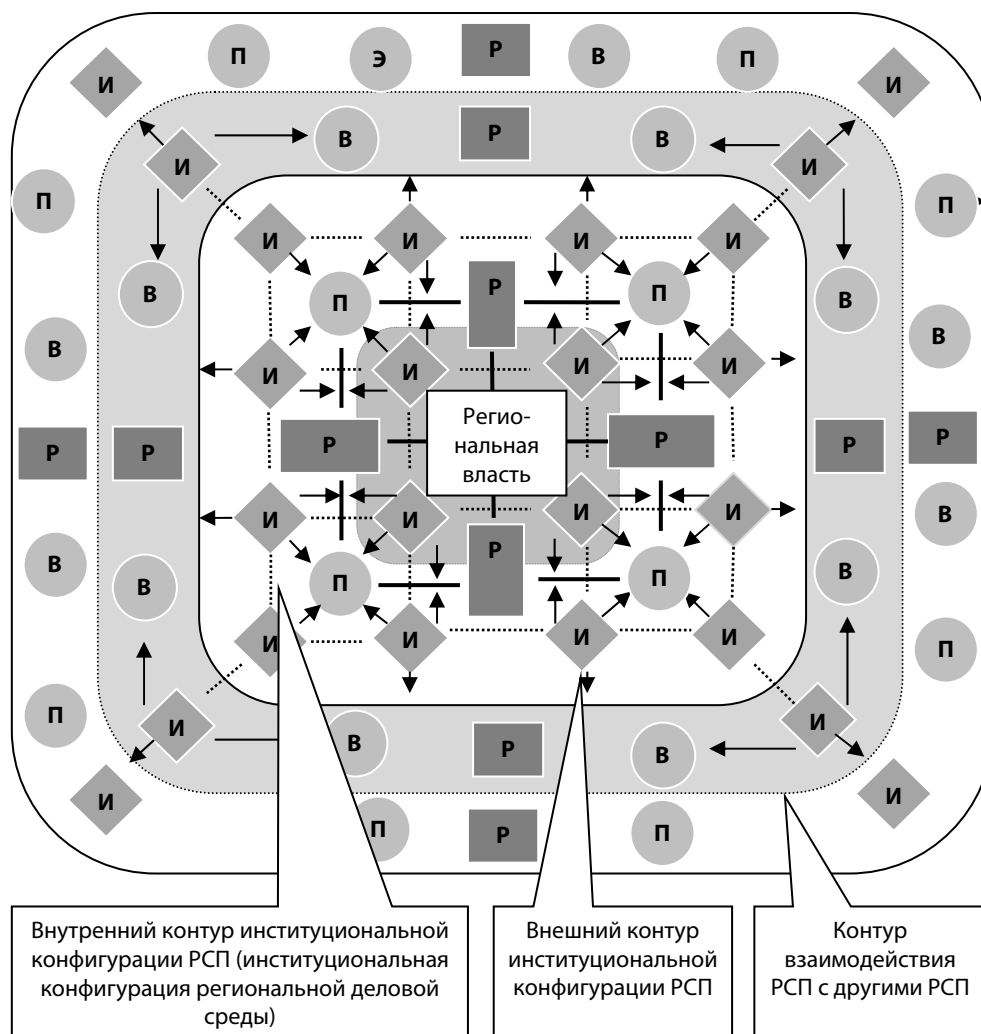 П Э Р В П
И И
Р
В В
И И
П П
И И И И
Р
П П
В В
В В
И И И И
Регио-
нальная
власть
Р Р Р Р Р Р
И И И И
В
Р
В В В
П П
И И И И
П
П
И И
В Р В
И И
П Р П
Внутренний контур институциональной
конфигурации РСП (институциональная
конфигурация региональной деловой
среды)
Внешний контур
институциональной
конфигурации РСП
Контур
взаимодействия
РСП с другими РСП